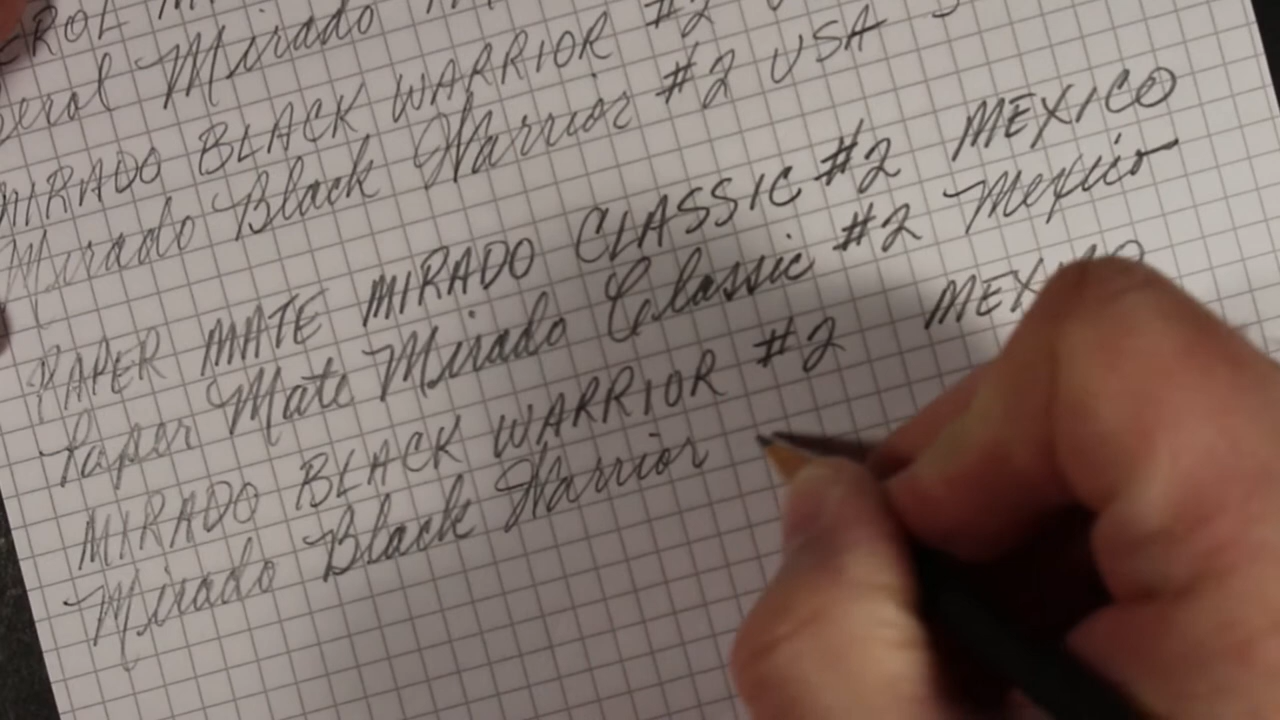 Mirado
MIRADO BLACK WARRIOR #2
Mirado Black Warrior #2 USA
PAPER MATE MIRADO CLASSIC #2 MEXICO
Paper Mate Mirado Classic #2 Mexico
MIRADO BLACK WARRIOR #2 MEXICO
Mirado Black Warrior